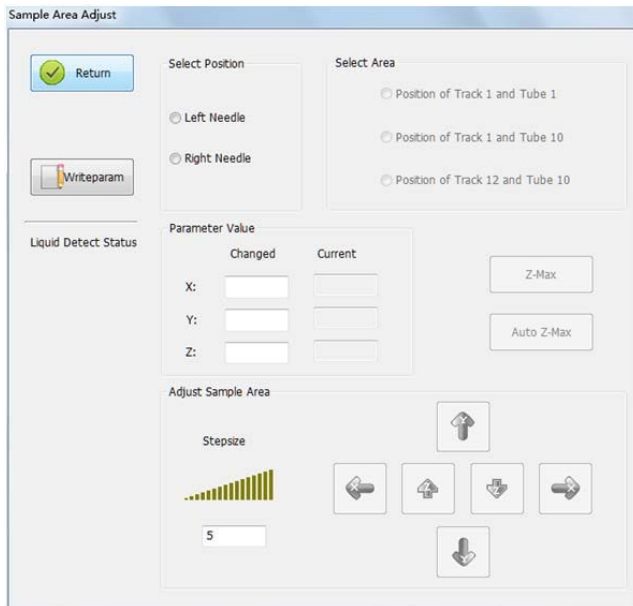 Sample Area Adjust
Return
Writeparam
Liquid Detect Status
Select Position
Left Needle
Right Needle
Select Area
Position of Track 1 and Tube 1
Position of Track 1 and Tube 10
Position of Track 12 and Tube 10
Parameter Value
Changed Current
X:
Y:
Z:
Z-Max
Auto Z-Max
Adjust Sample Area
Stepsize
5
Y
X Z Z X
Y